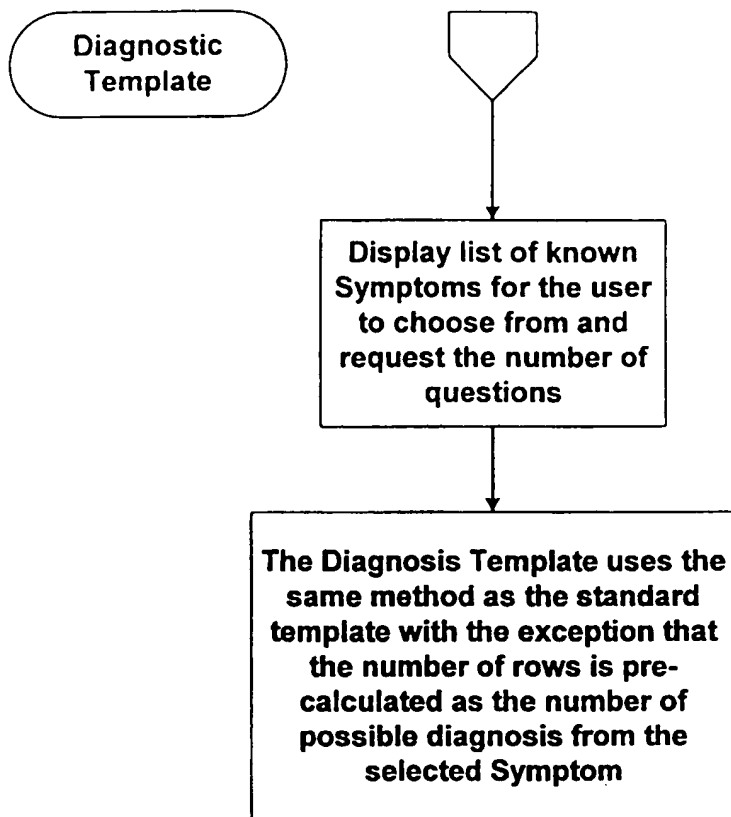 Diagnostic
Template
Display list of known
Symptoms for the user
to choose from and
request the number of
questions
The Diagnosis Template uses the
same method as the standard
template with the exception that
the number of rows is pre-
calculated as the number of
possible diagnosis from the
selected Symptom